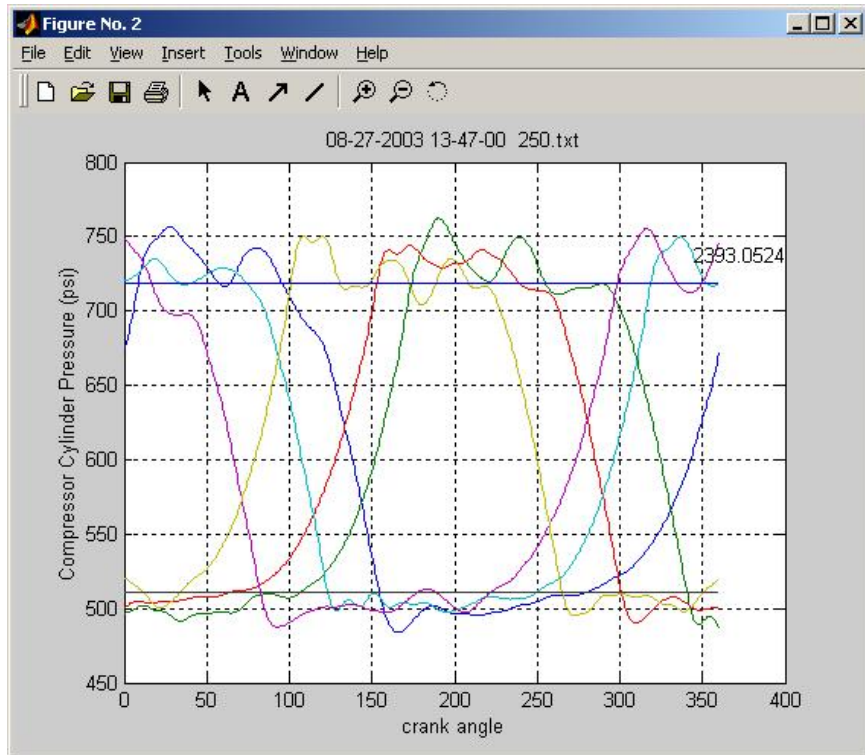 Figure No. 2
File Edit View Insert Tools Window Help
A
08-27-2003 13-47-00 250.txt
800
750
700
650
600
550
500
450
Compressor Cylinder Pressure (psi)
2393.0524
0 50 100 150 200 250 300 350 400
crank angle